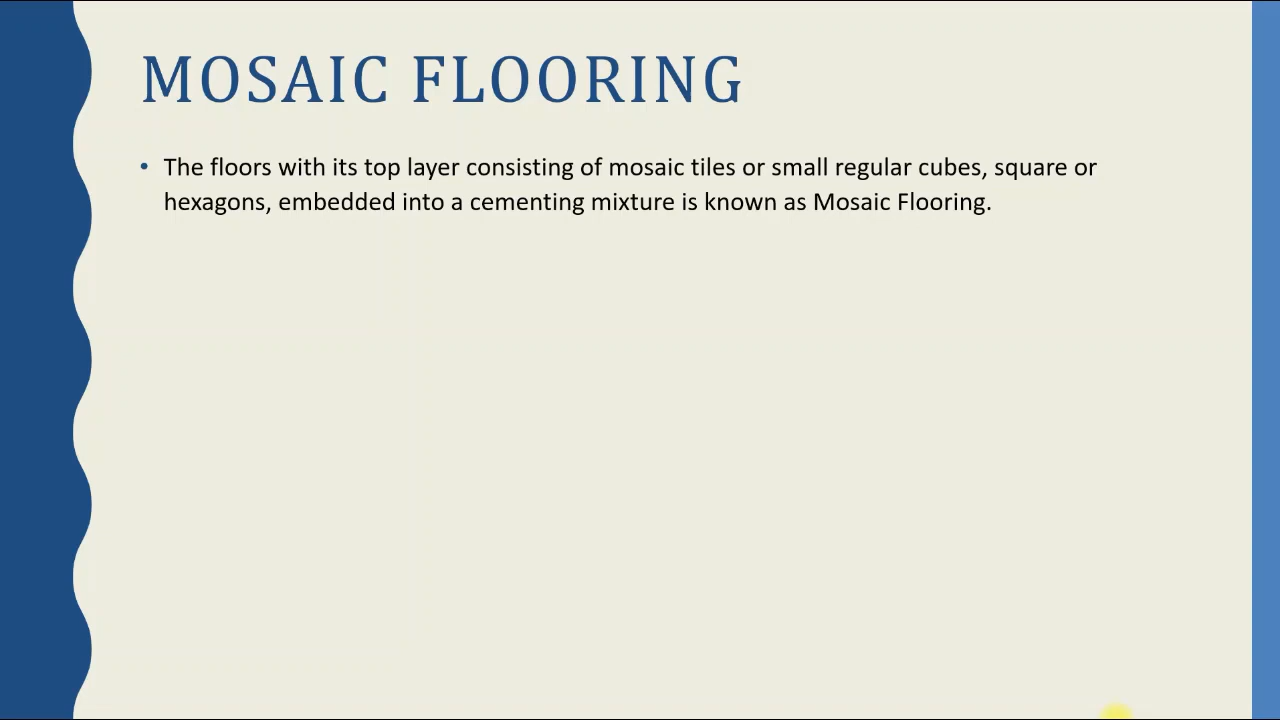 MOSAIC FLOORING
• The floors with its top layer consisting of mosaic tiles or small regular cubes, square or
hexagons, embedded into a cementing mixture is known as Mosaic Flooring.